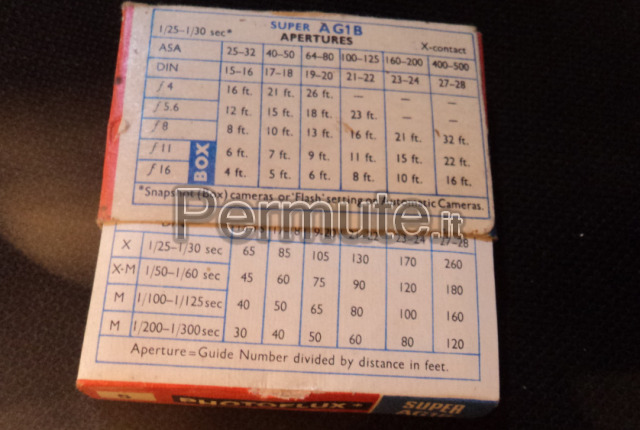 SUPER AG1B
1/25-1/30 sec* APERTURES X-contact
ASA 25-32 40-50 64-80 100-125 160-200 400-500
DIN 15-16 17-18 19-20 21-22 23-24 27-28
f 4 16 ft. 21 ft. 26 ft. — — —
f 5.6 12 ft. 15 ft. 18 ft. 23 ft. — —
f 8 8 ft. 10 ft. 13 ft. 16 ft. 21 ft. 32 ft.
f 11 6 ft. 7 ft. 9 ft. 11 ft. 15 ft. 22 ft.
f 16 4 ft. 5 ft. 6 ft. 8 ft. 10 ft. 16 ft.
BOX
*Snapshot (box) cameras or 'Flash' setting on Automatic Cameras.
Permute.it
23-24 27-28
X 1/25-1/30 sec 65 85 105 130 170 260
X-M 1/50-1/60 sec 45 60 75 90 120 180
M 1/100-1/125 sec 40 50 65 80 100 160
M 1/200-1/300 sec 30 40 50 60 80 120
Aperture = Guide Number divided by distance in feet.
5 PHOTOFLUX SUPER
AG1B